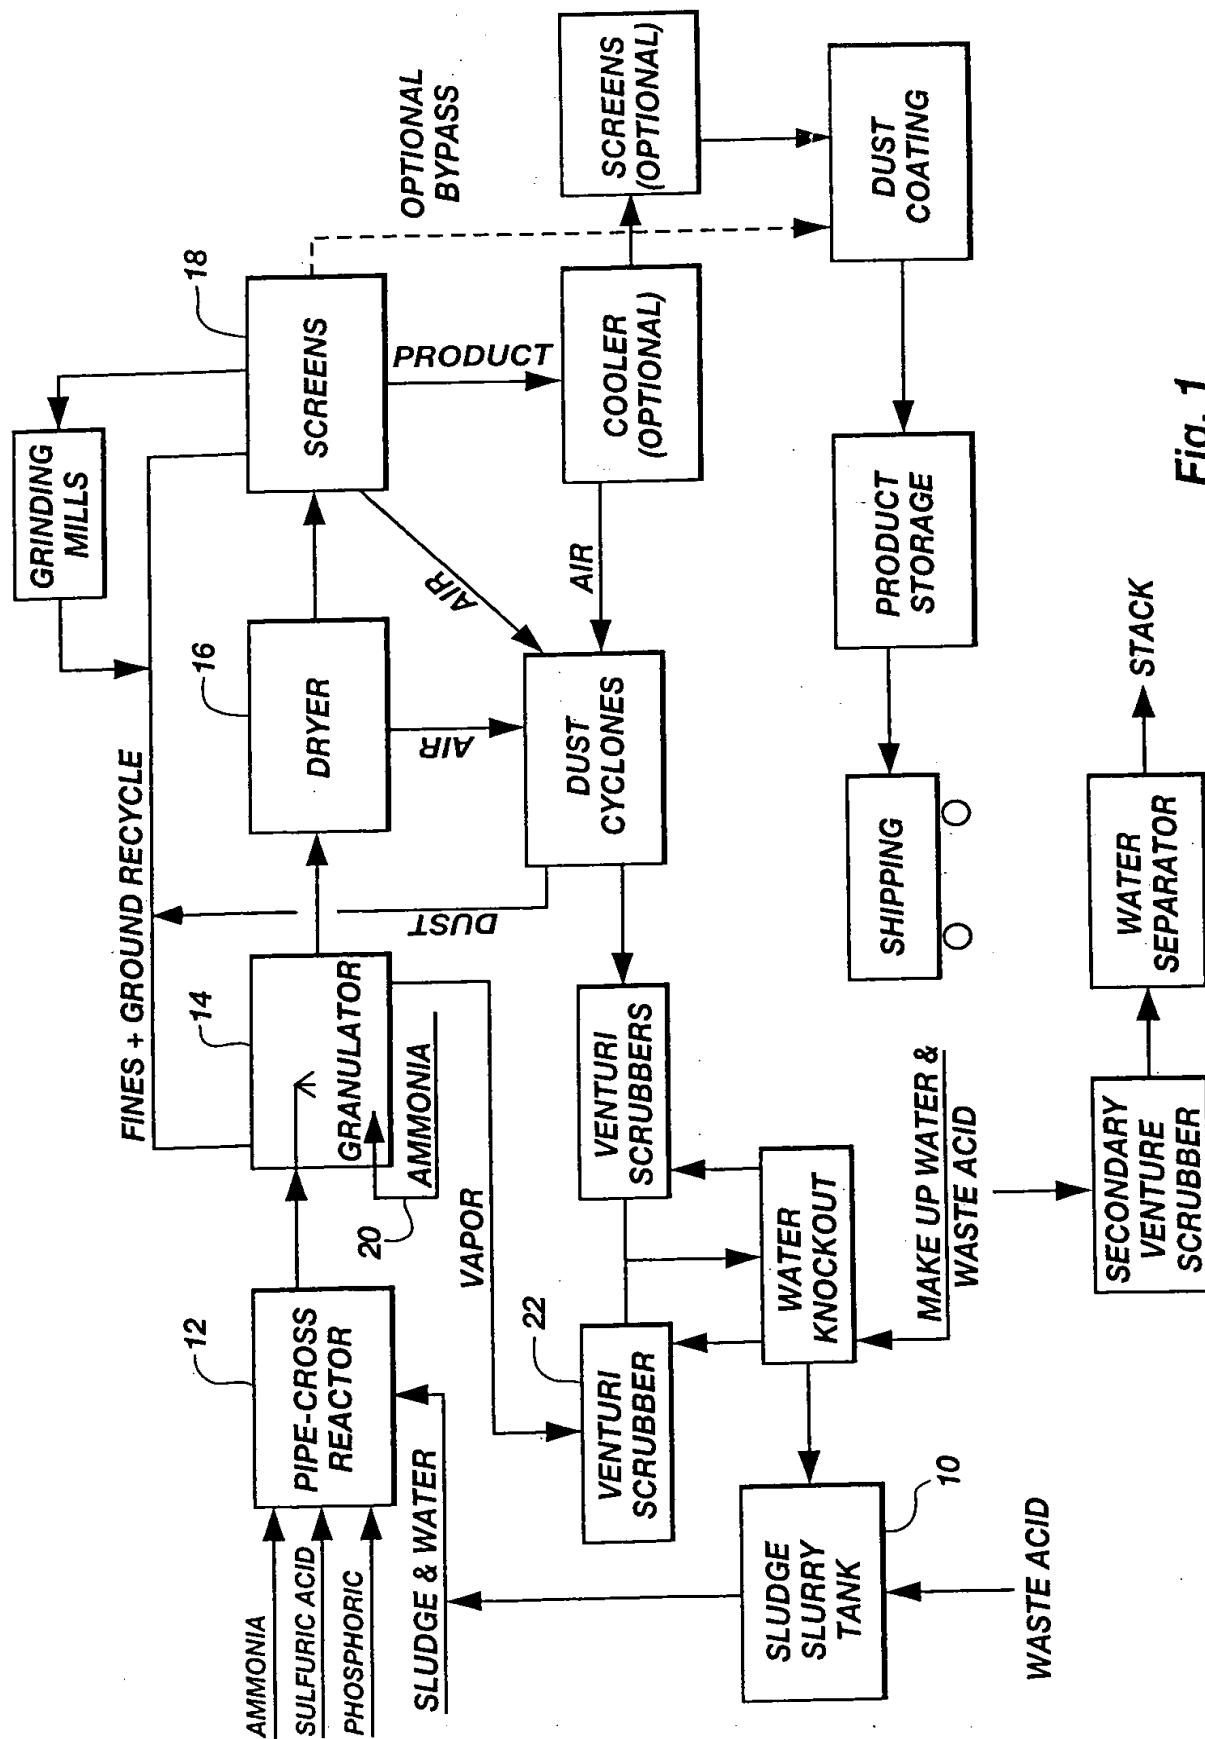 GRINDING
MILLS
FINES + GROUND RECYCLE
18
16
14
12
AMMONIA
SULFURIC ACID
PHOSPHORIC
PIPE-CROSS
REACTOR
GRANULATOR
DRYER
SCREENS
OPTIONAL
BYPASS
SLUDGE & WATER
20
AMMONIA
VAPOR
DUST
AIR
AIR
PRODUCT
22
VENTURI
SCRUBBER
VENTURI
SCRUBBERS
DUST
CYCLONES
AIR
COOLER
(OPTIONAL)
SCREENS
(OPTIONAL)
SLUDGE
SLURRY
TANK
10
WATER
KNOCKOUT
MAKE UP WATER &
WASTE ACID
SHIPPING
PRODUCT
STORAGE
DUST
COATING
WASTE ACID
SECONDARY
VENTURE
SCRUBBER
WATER
SEPARATOR
STACK
Fig. 1